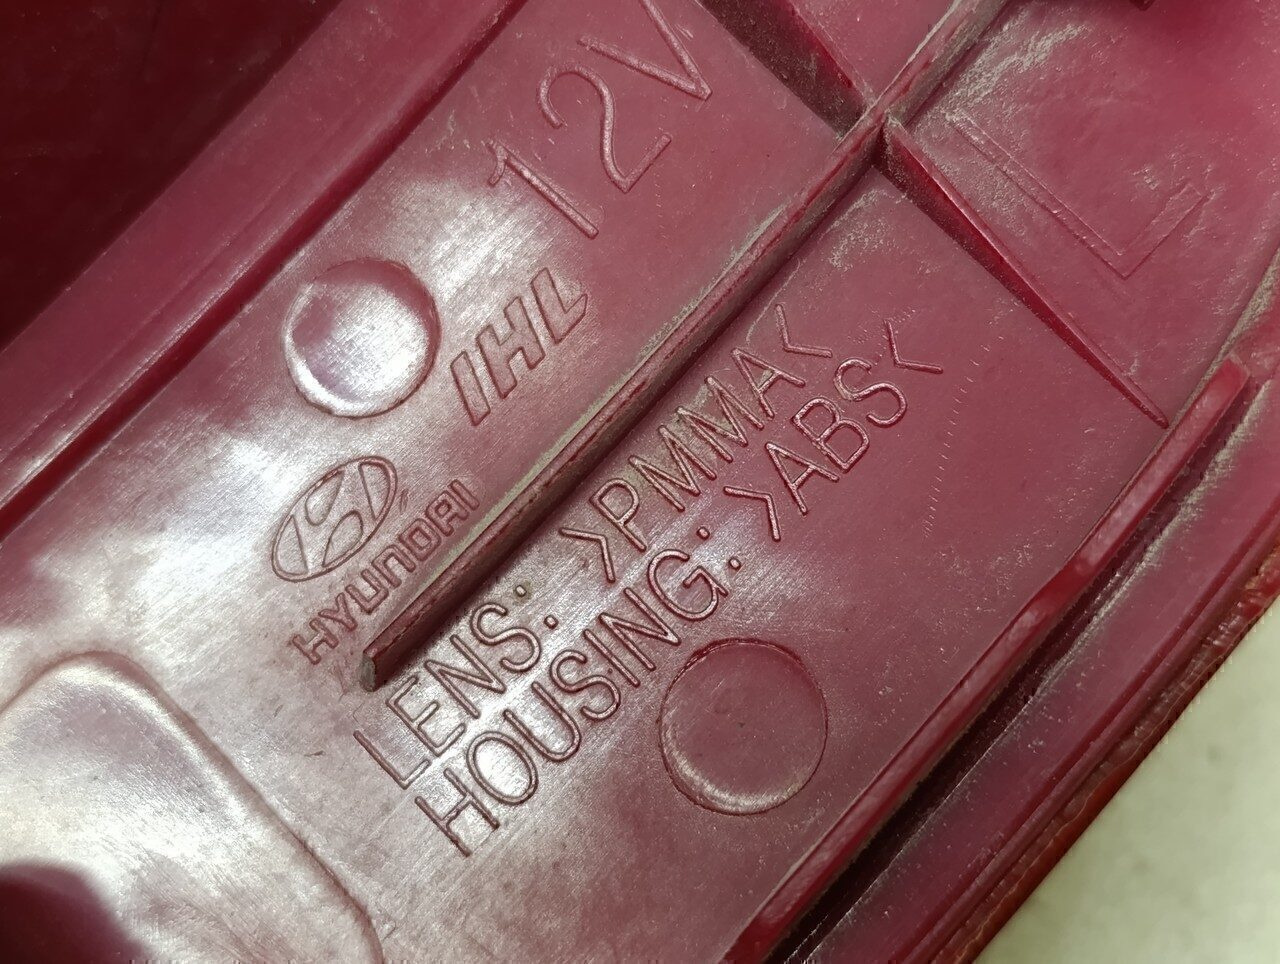 12V
IHL
HYUNDAI
LENS: >PMMA<
HOUSING: >ABS<
L